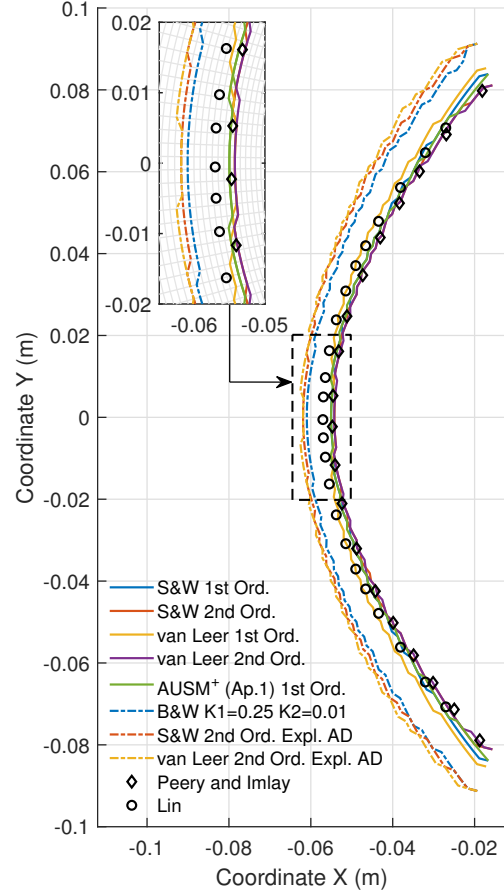 0.1
0.08
0.06
0.04
0.02
0
-0.02
-0.04
-0.06
-0.08
-0.1
Coordinate Y (m)
0.02
0.01
0
-0.01
-0.02
-0.06
-0.05
S&W 1st Ord.
S&W 2nd Ord.
van Leer 1st Ord.
van Leer 2nd Ord.
AUSM⁺ (Ap.1) 1st Ord.
B&W K1=0.25 K2=0.01
S&W 2nd Ord. Expl. AD
van Leer 2nd Ord. Expl. AD
Peery and Imlay
Lin
-0.1
-0.08
-0.06
-0.04
-0.02
Coordinate X (m)